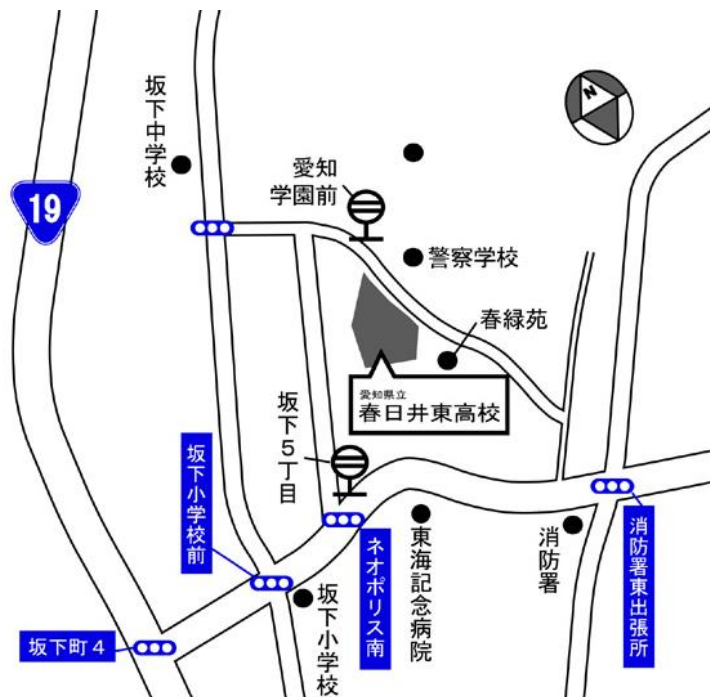 N
坂下中学校
愛知
学園前
19
警察学校
春緑苑
愛知県立
春日井東高校
坂下5丁目
坂下小学校前
ネオポリス南
東海記念病院
消防署
消防署東出張所
坂下小学校
坂下町4